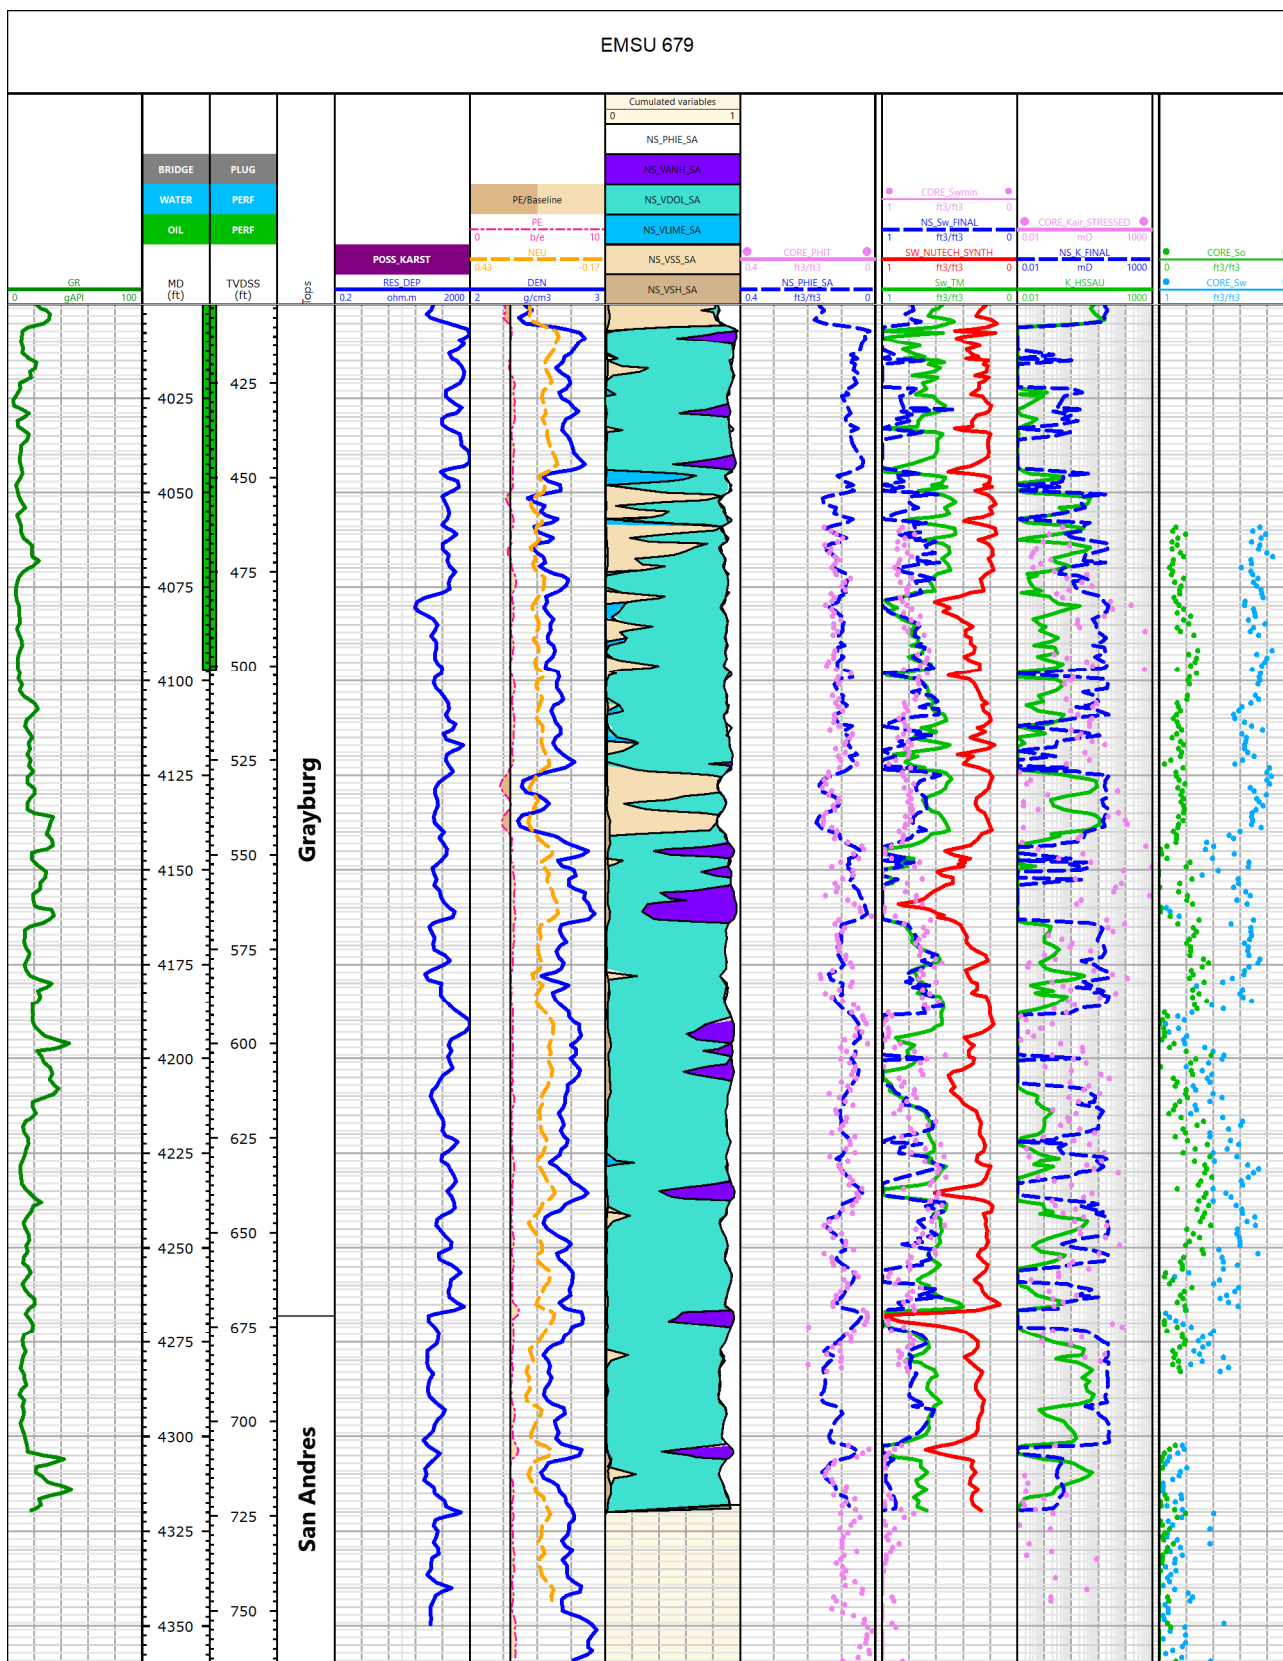 EMSU 679
Cumulated variables
0 1
NS_PHIE_SA
BRIDGE PLUG NS_VANH_SA
WATER PERF PE/Baseline NS_VDOL_SA CORE_Swmin
1 ft3/ft3 0
OIL PERF PE NS_VLIME_SA NS_Sw_FINAL CORE_Kair_STRESSED
0 b/e 10 1 ft3/ft3 0 0.01 mD 1000
POSS_KARST NEU NS_VSS_SA CORE_PHIT SW_NUTECH_SYNTH NS_K_FINAL CORE_So
0.43 -0.17 0.4 ft3/ft3 0 1 ft3/ft3 0 0.01 mD 1000 0 ft3/ft3
GR MD TVDSS Tops RES_DEP DEN NS_VSH_SA NS_PHIE_SA Sw_TM K_HSSAU CORE_Sw
0 gAPI 100 (ft) (ft) 0.2 ohm.m 2000 2 g/cm3 3 0.4 ft3/ft3 0 1 ft3/ft3 0 0.01 1000 1 ft3/ft3
425
4025
450
4050
475
4075
500
4100
525
4125
Grayburg
550
4150
575
4175
600
4200
625
4225
650
4250
675
4275
700
4300
San Andres
725
4325
750
4350